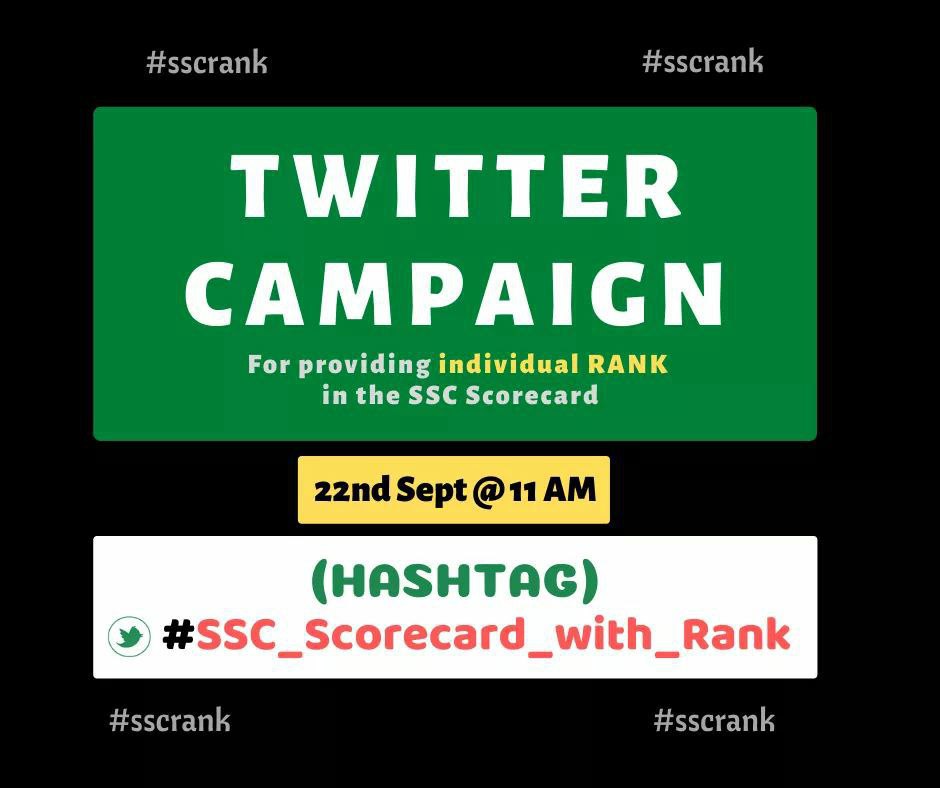 #sscrank #sscrank
TWITTER
CAMPAIGN
For providing individual RANK
in the SSC Scorecard
22nd Sept @ 11 AM
(HASHTAG)
#SSC_Scorecard_with_Rank
#sscrank #sscrank